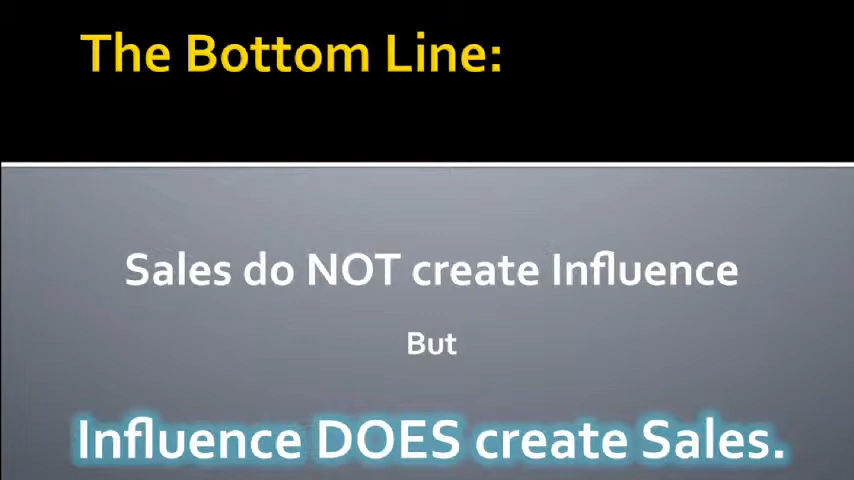 The Bottom Line:
Sales do NOT create Influence
But
Influence DOES create Sales.